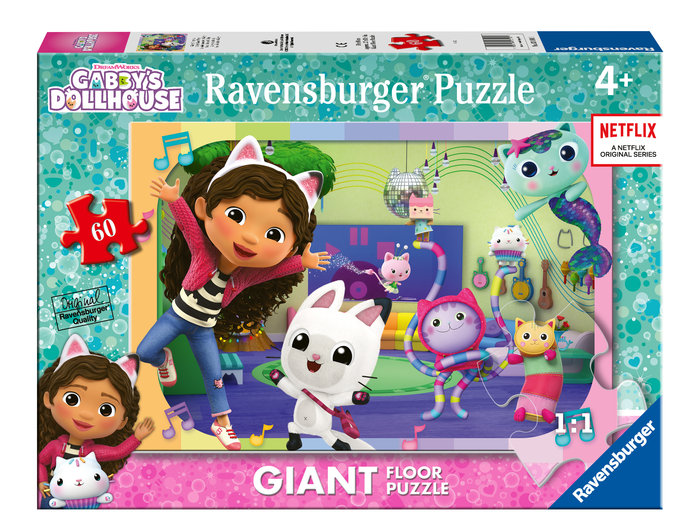 Ravensburger
DREAMWORKS
GABBY'S
DOLLHOUSE
Ravensburger® Puzzle
4+
NETFLIX
A NETFLIX
ORIGINAL SERIES
60
Original
Ravensburger
Quality
1:1
GIANT FLOOR
PUZZLE
Ravensburger